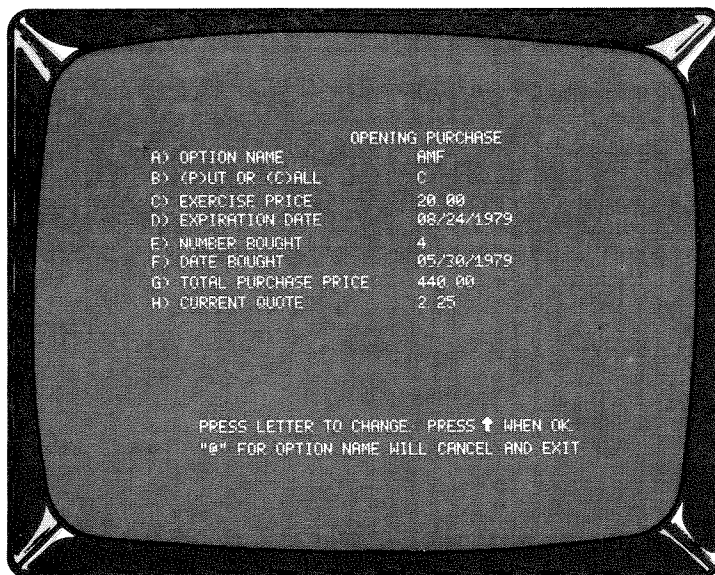 OPENING PURCHASE
A) OPTION NAME AMF
B) (P)UT OR (C)ALL C
C) EXERCISE PRICE 20.00
D) EXPIRATION DATE 08/24/1979
E) NUMBER BOUGHT 4
F) DATE BOUGHT 05/30/1979
G) TOTAL PURCHASE PRICE 440.00
H) CURRENT QUOTE 2.25
PRESS LETTER TO CHANGE. PRESS ⬆ WHEN OK.
"@" FOR OPTION NAME WILL CANCEL AND EXIT